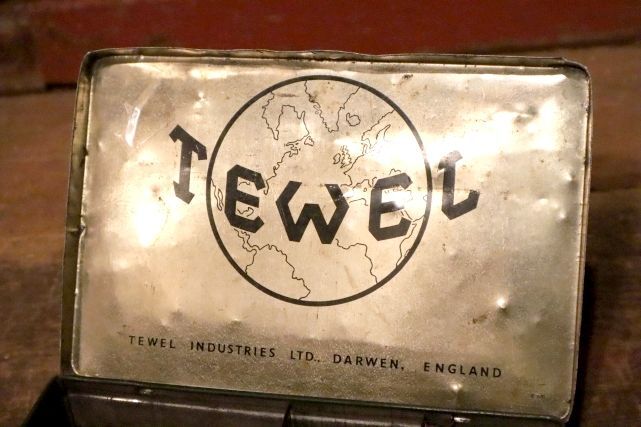 TEWEL
TEWEL INDUSTRIES LTD., DARWEN, ENGLAND